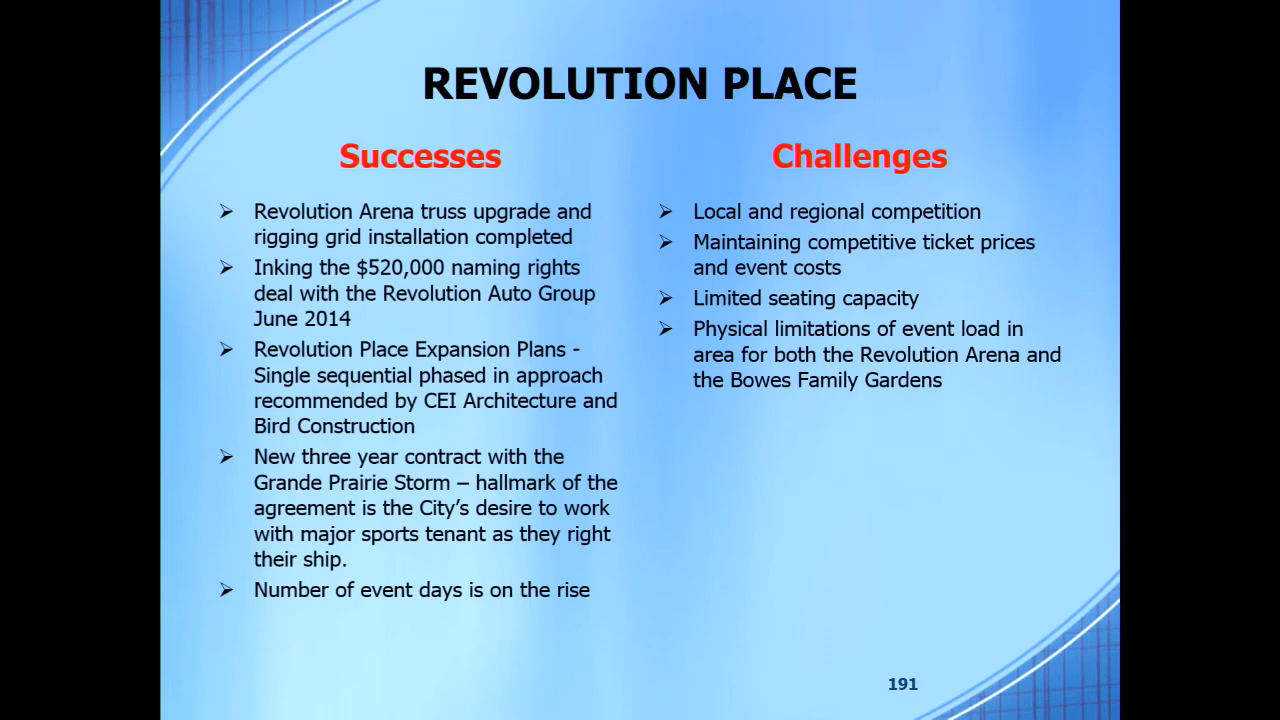 REVOLUTION PLACE
Successes
➢ Revolution Arena truss upgrade and
rigging grid installation completed
➢ Inking the $520,000 naming rights
deal with the Revolution Auto Group
June 2014
➢ Revolution Place Expansion Plans -
Single sequential phased in approach
recommended by CEI Architecture and
Bird Construction
➢ New three year contract with the
Grande Prairie Storm – hallmark of the
agreement is the City’s desire to work
with major sports tenant as they right
their ship.
➢ Number of event days is on the rise
Challenges
➢ Local and regional competition
➢ Maintaining competitive ticket prices
and event costs
➢ Limited seating capacity
➢ Physical limitations of event load in
area for both the Revolution Arena and
the Bowes Family Gardens
191